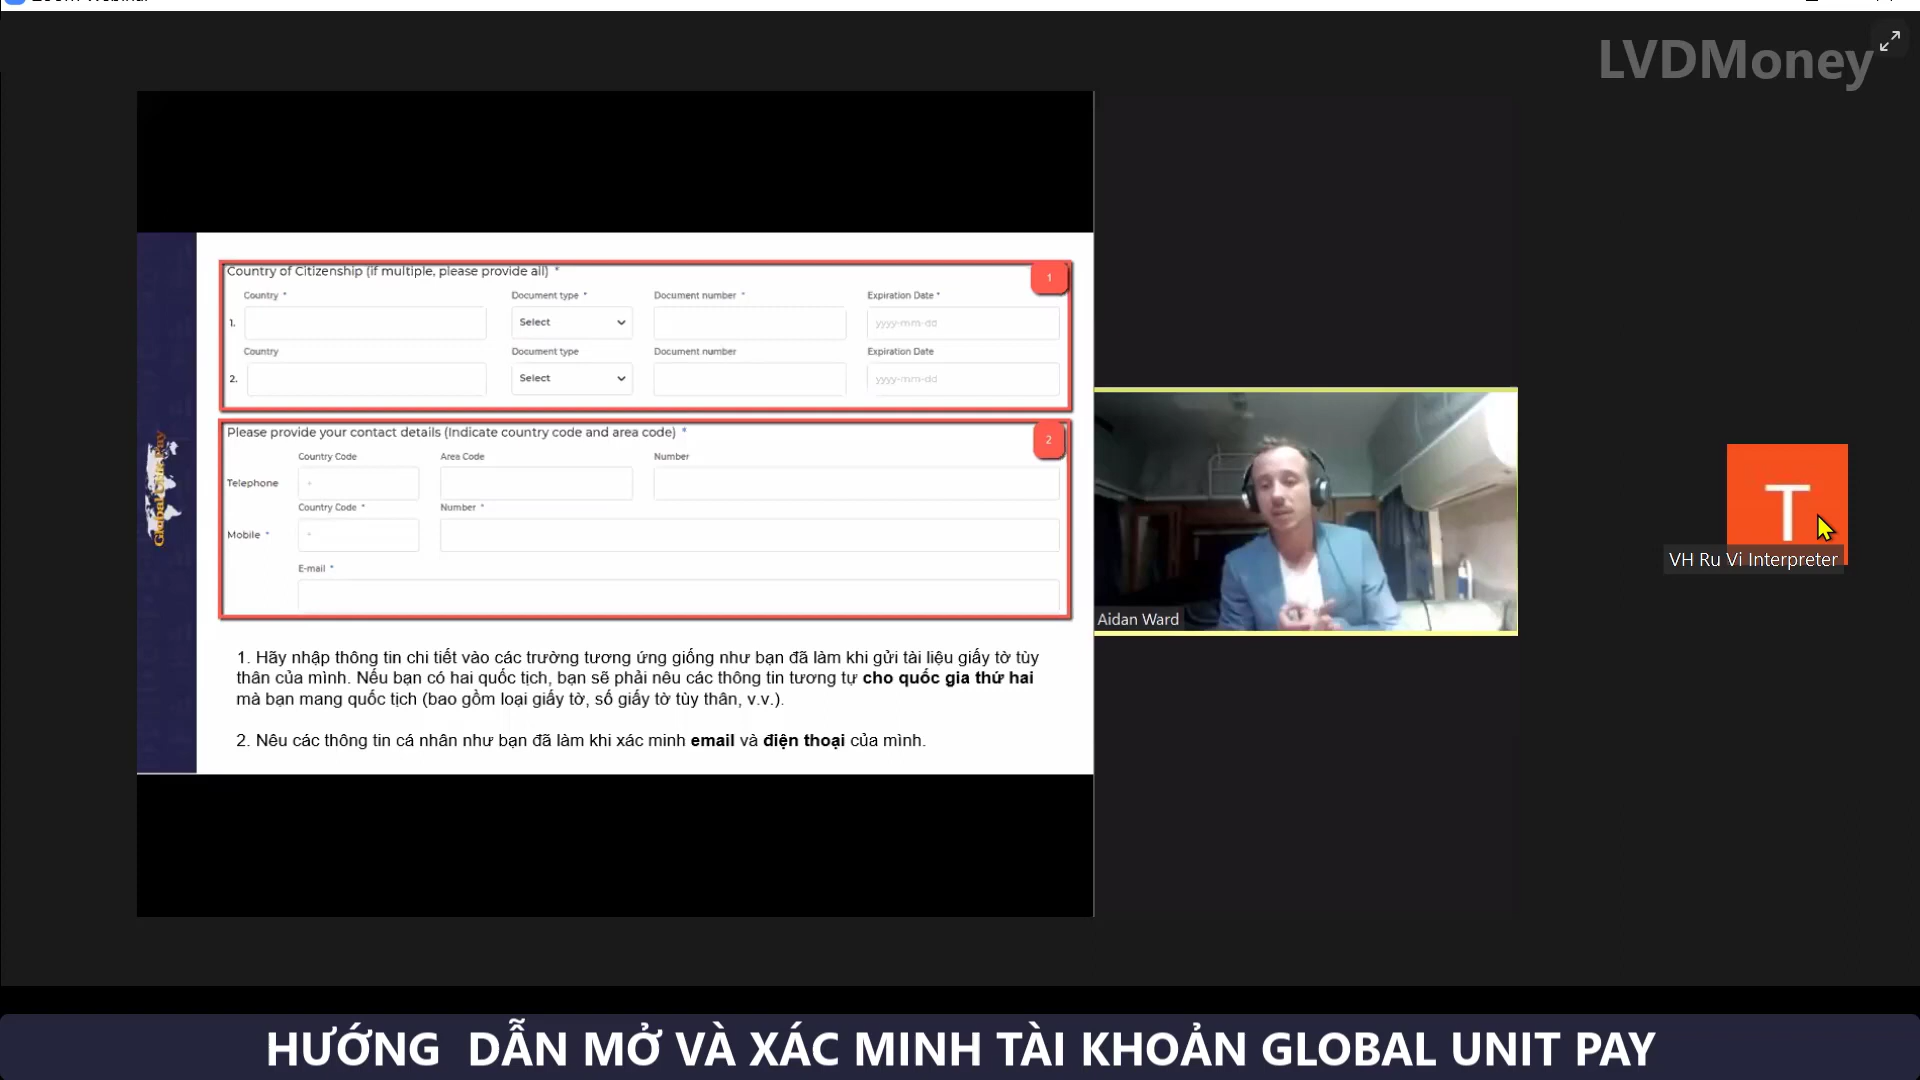 Zoom Webinar
LVDMoney
Country of Citizenship (if multiple, please provide all) *
1
Country *
Document type *
Document number *
Expiration Date *
1.
Select
yyyy-mm-dd
Country
Document type
Document number
Expiration Date
2.
Select
yyyy-mm-dd
Please provide your contact details (Indicate country code and area code) *
2
Country Code
Area Code
Number
Telephone
+
Country Code *
Number *
Mobile *
+
E-mail *
Global Unit Pay
1. Hãy nhập thông tin chi tiết vào các trường tương ứng giống như bạn đã làm khi gửi tài liệu giấy tờ tùy
thân của mình. Nếu bạn có hai quốc tịch, bạn sẽ phải nêu các thông tin tương tự cho quốc gia thứ hai
mà bạn mang quốc tịch (bao gồm loại giấy tờ, số giấy tờ tùy thân, v.v.).
2. Nêu các thông tin cá nhân như bạn đã làm khi xác minh email và điện thoại của mình.
Aidan Ward
T
VH Ru Vi Interpreter
HƯỚNG DẪN MỞ VÀ XÁC MINH TÀI KHOẢN GLOBAL UNIT PAY